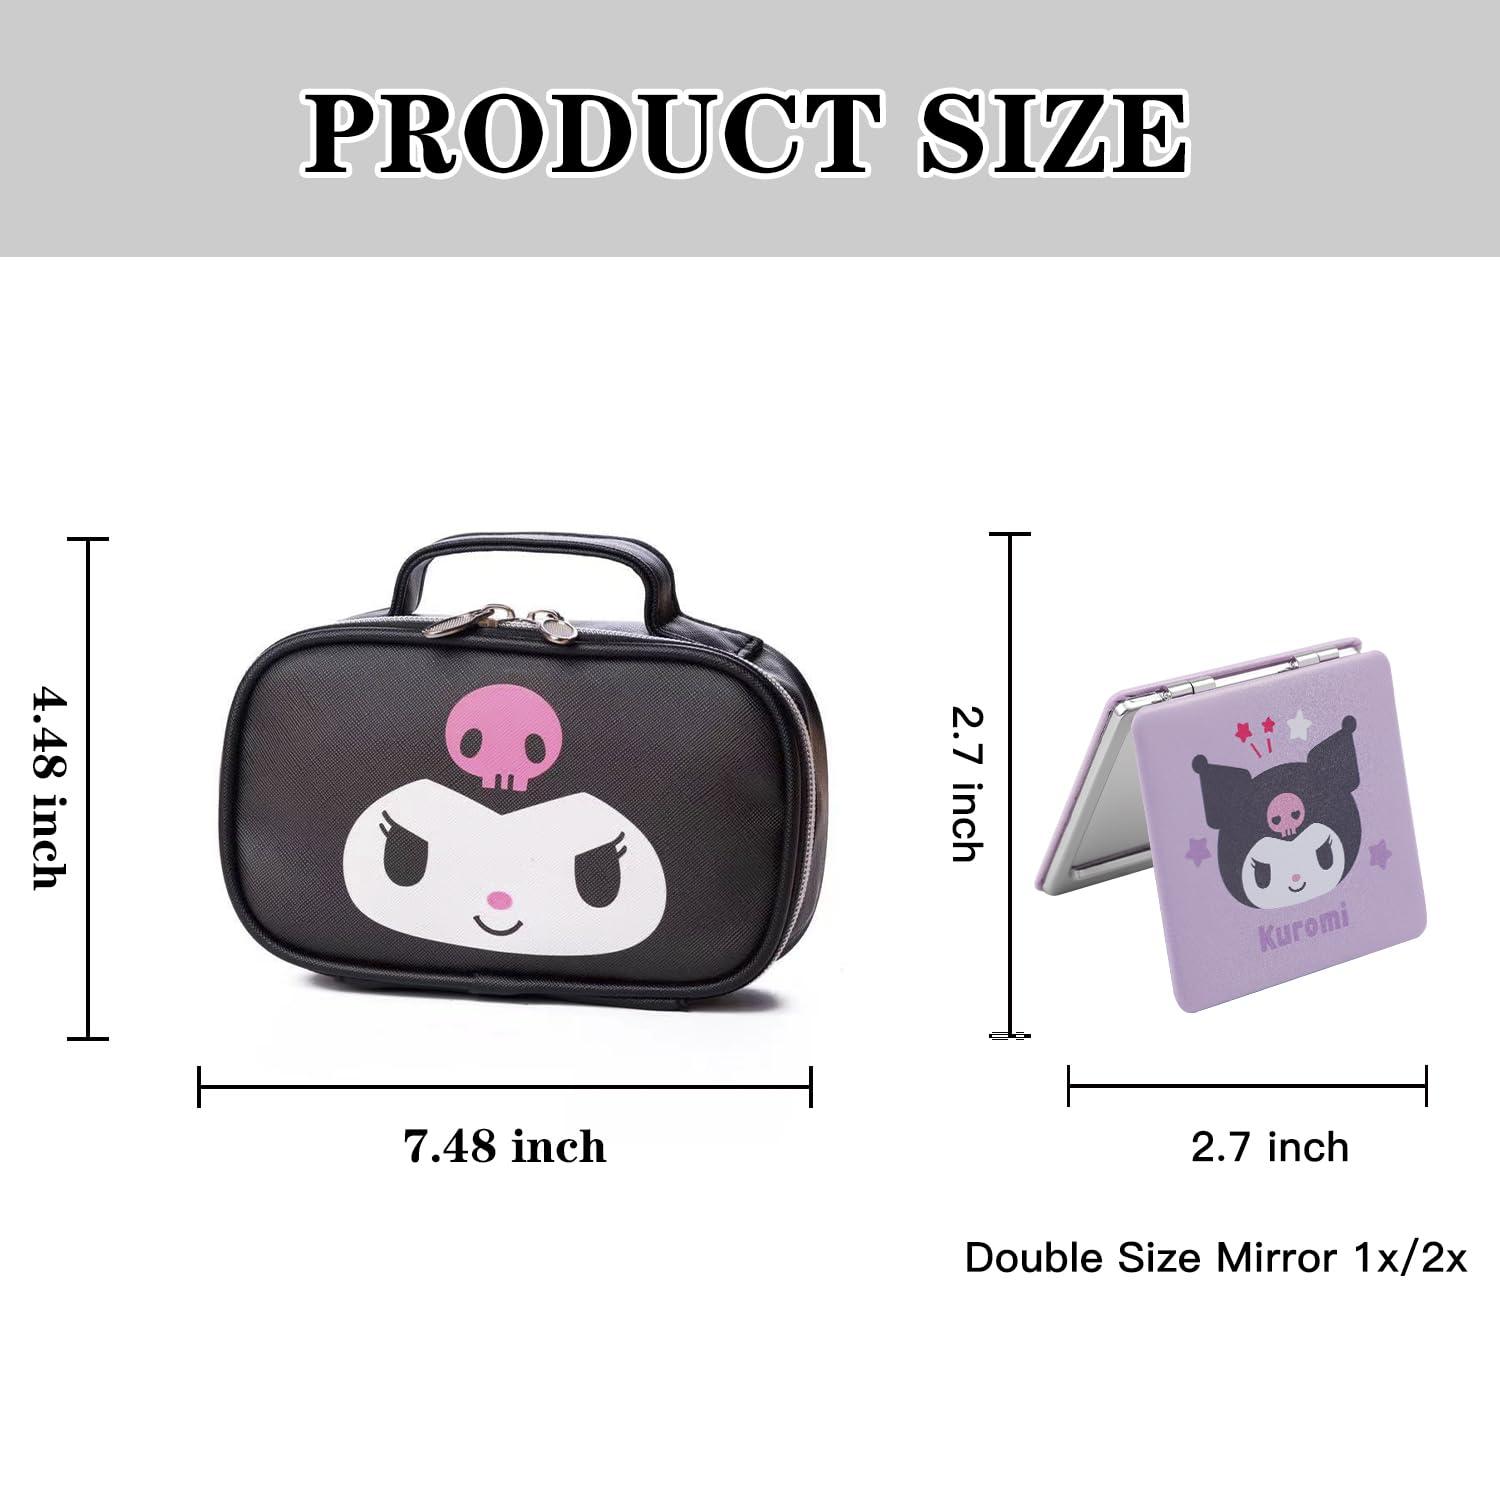 PRODUCT SIZE
4.48 inch
7.48 inch
2.7 inch
Kuromi
2.7 inch
Double Size Mirror 1x/2x